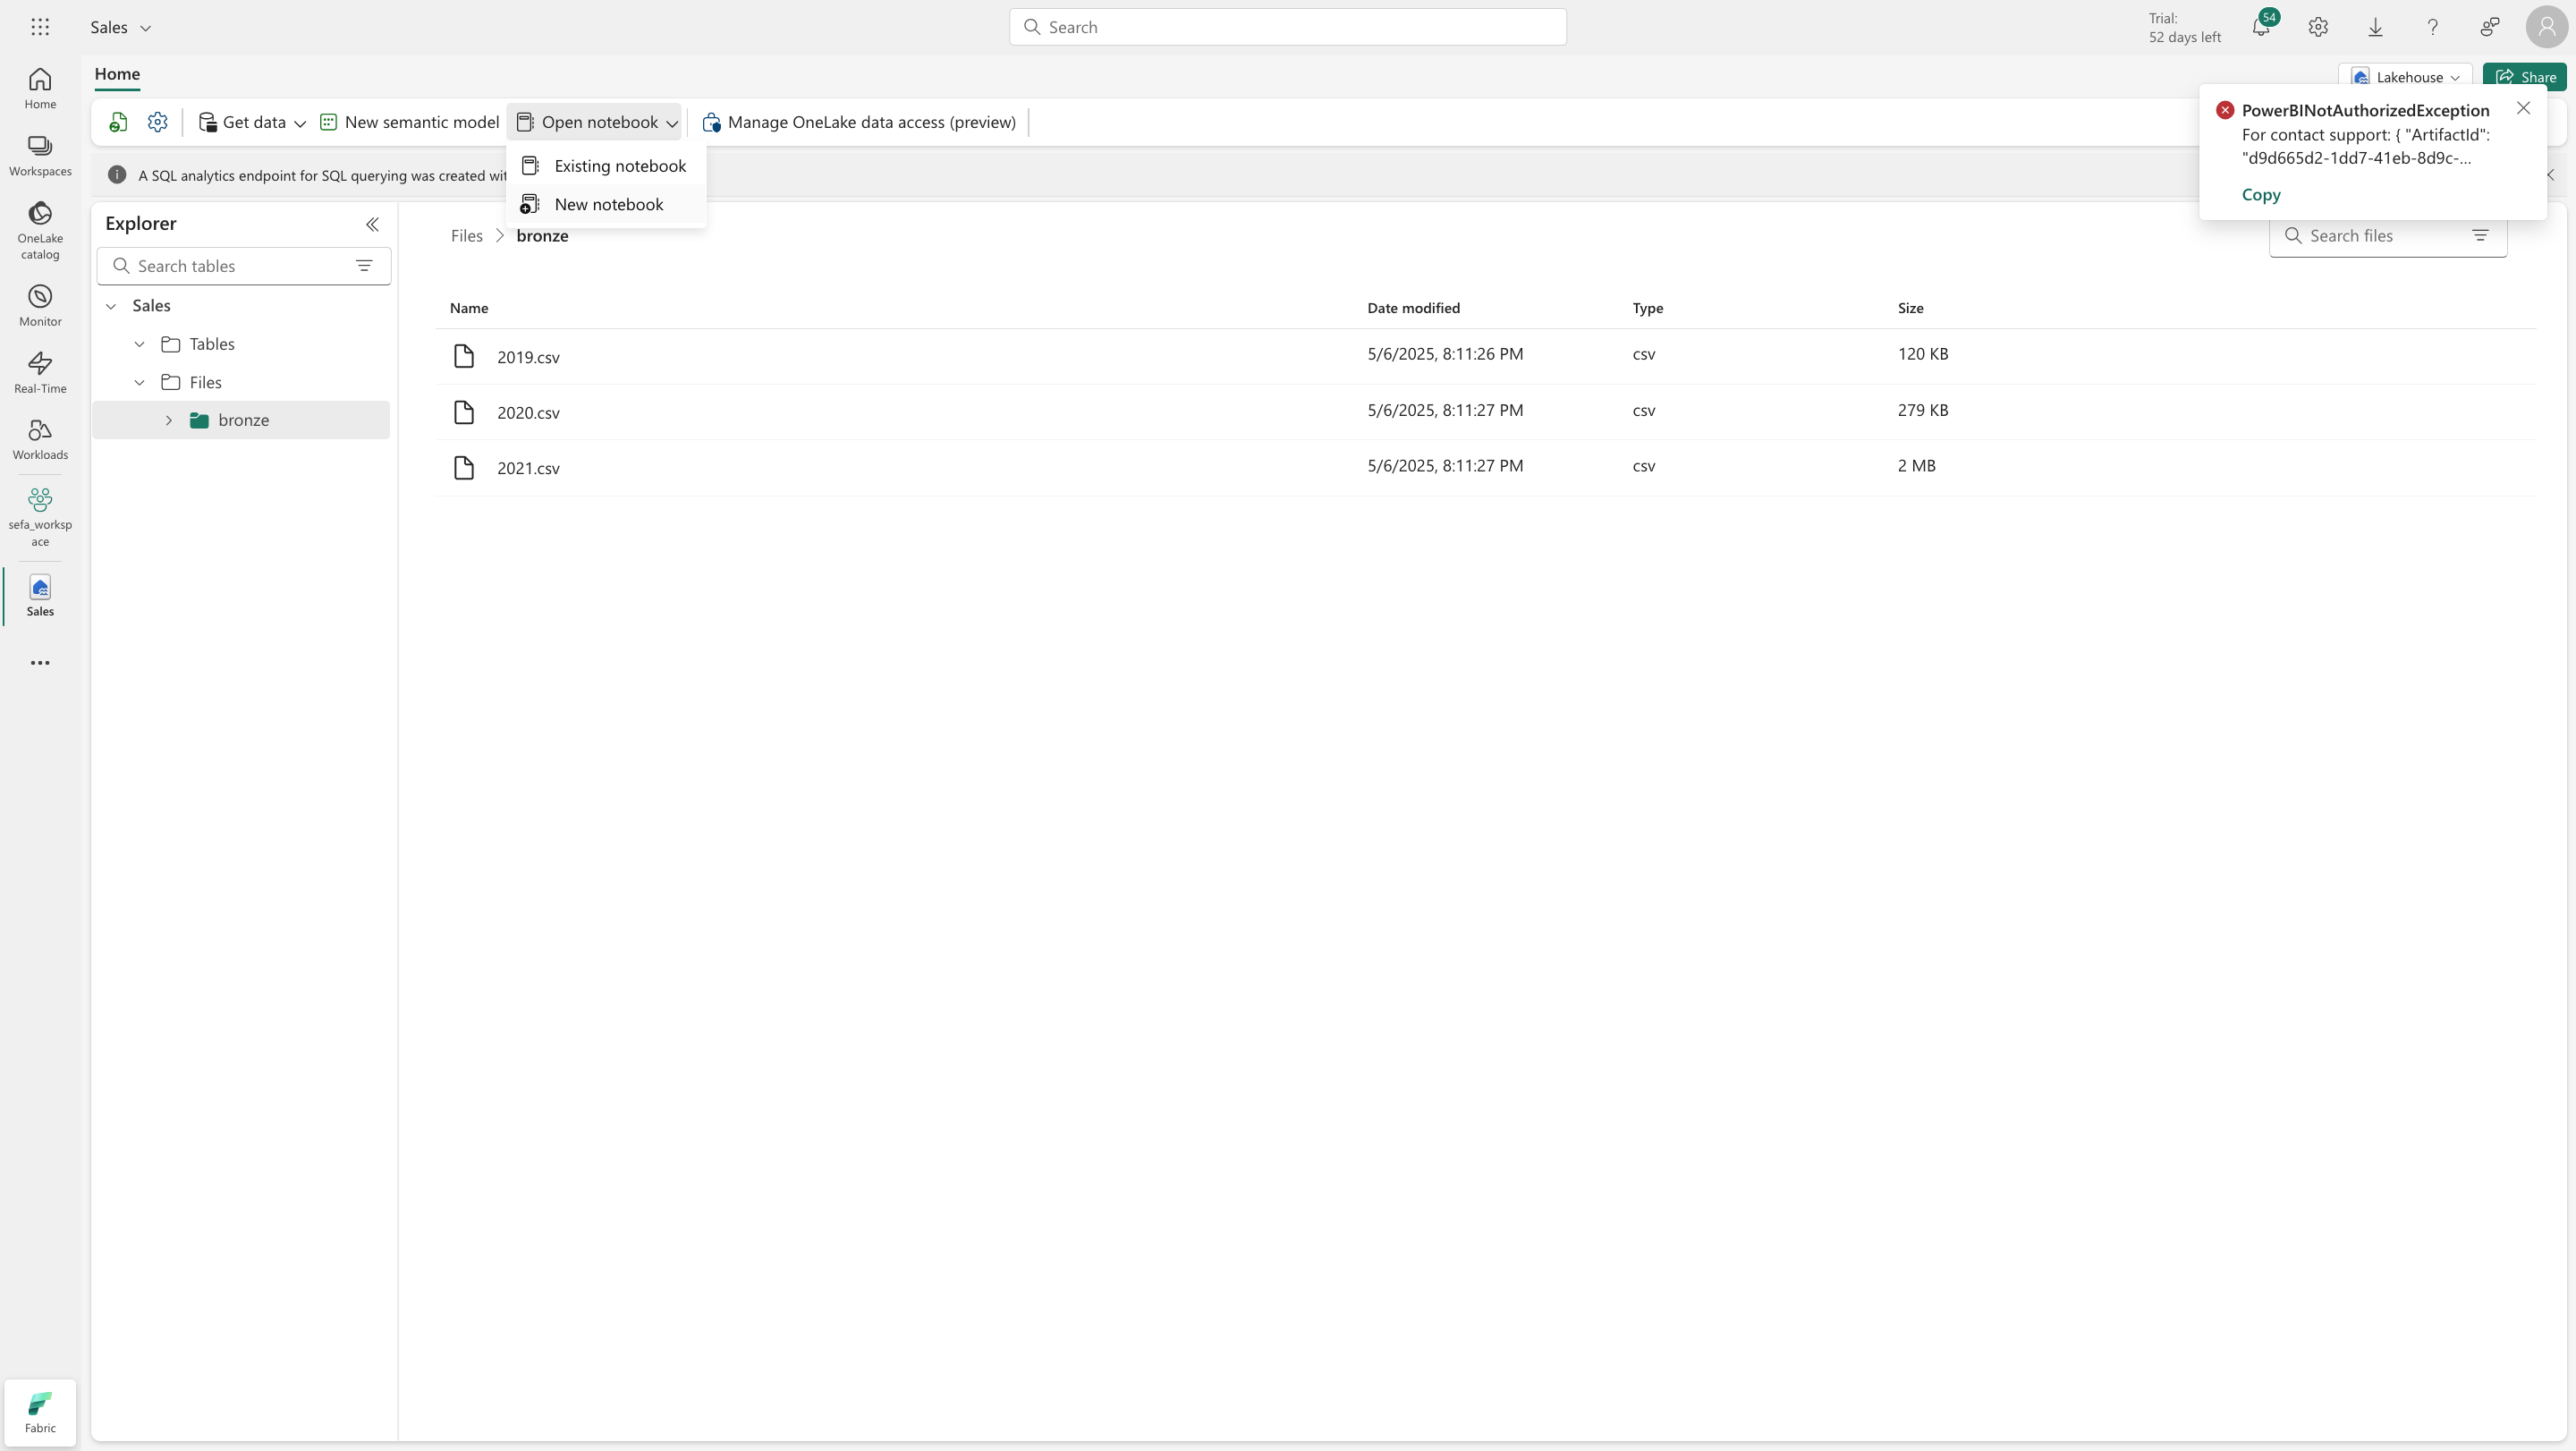 Sales
Search
Trial:
52 days left
54
Home
Lakehouse
Share
Get data
New semantic model
Open notebook
Manage OneLake data access (preview)
Existing notebook
New notebook
PowerBINotAuthorizedException
For contact support: { "ArtifactId":
"d9d665d2-1dd7-41eb-8d9c-...
Copy
A SQL analytics endpoint for SQL querying was created
Home
Workspaces
OneLake
catalog
Monitor
Real-Time
Workloads
sefa_worksp
ace
Sales
Fabric
Explorer
Search tables
Sales
Tables
Files
bronze
Files
bronze
Search files
Name Date modified Type Size
2019.csv 5/6/2025, 8:11:26 PM csv 120 KB
2020.csv 5/6/2025, 8:11:27 PM csv 279 KB
2021.csv 5/6/2025, 8:11:27 PM csv 2 MB